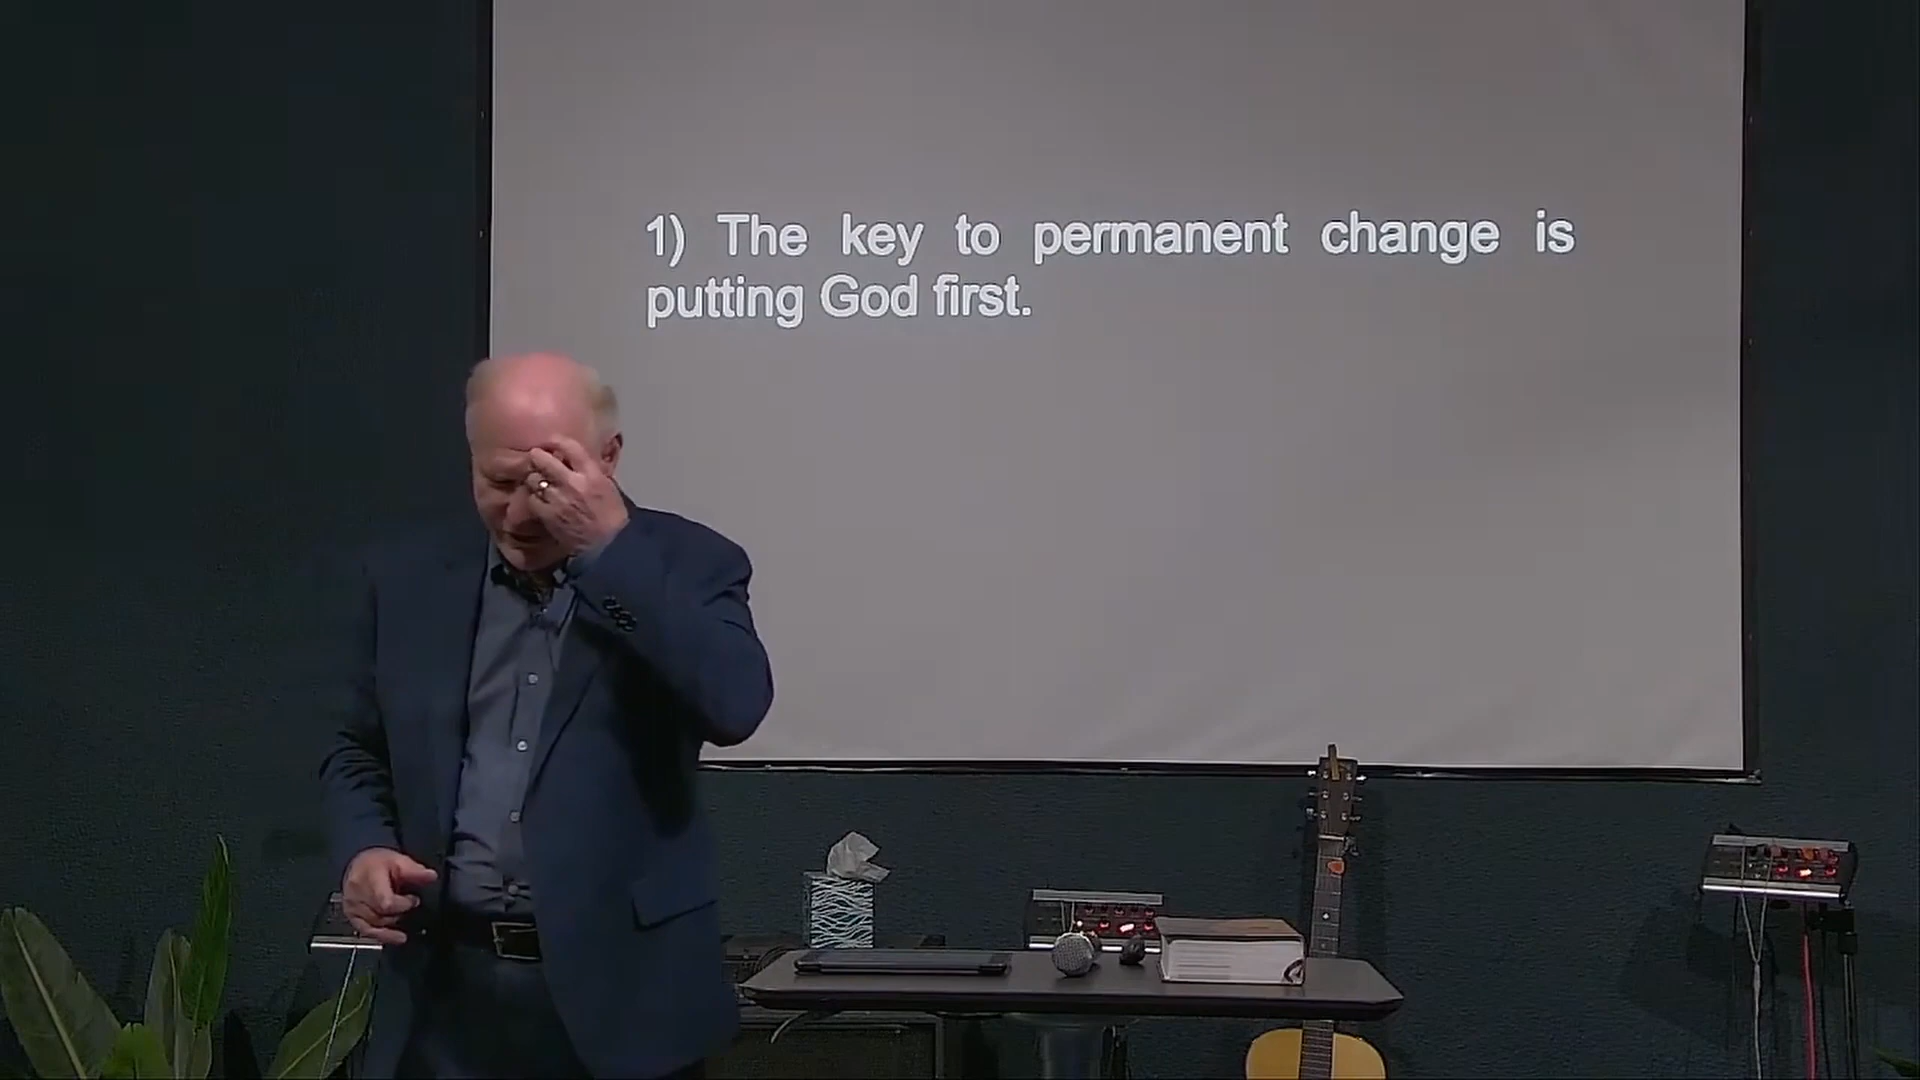 1) The key to permanent change is
putting God first.